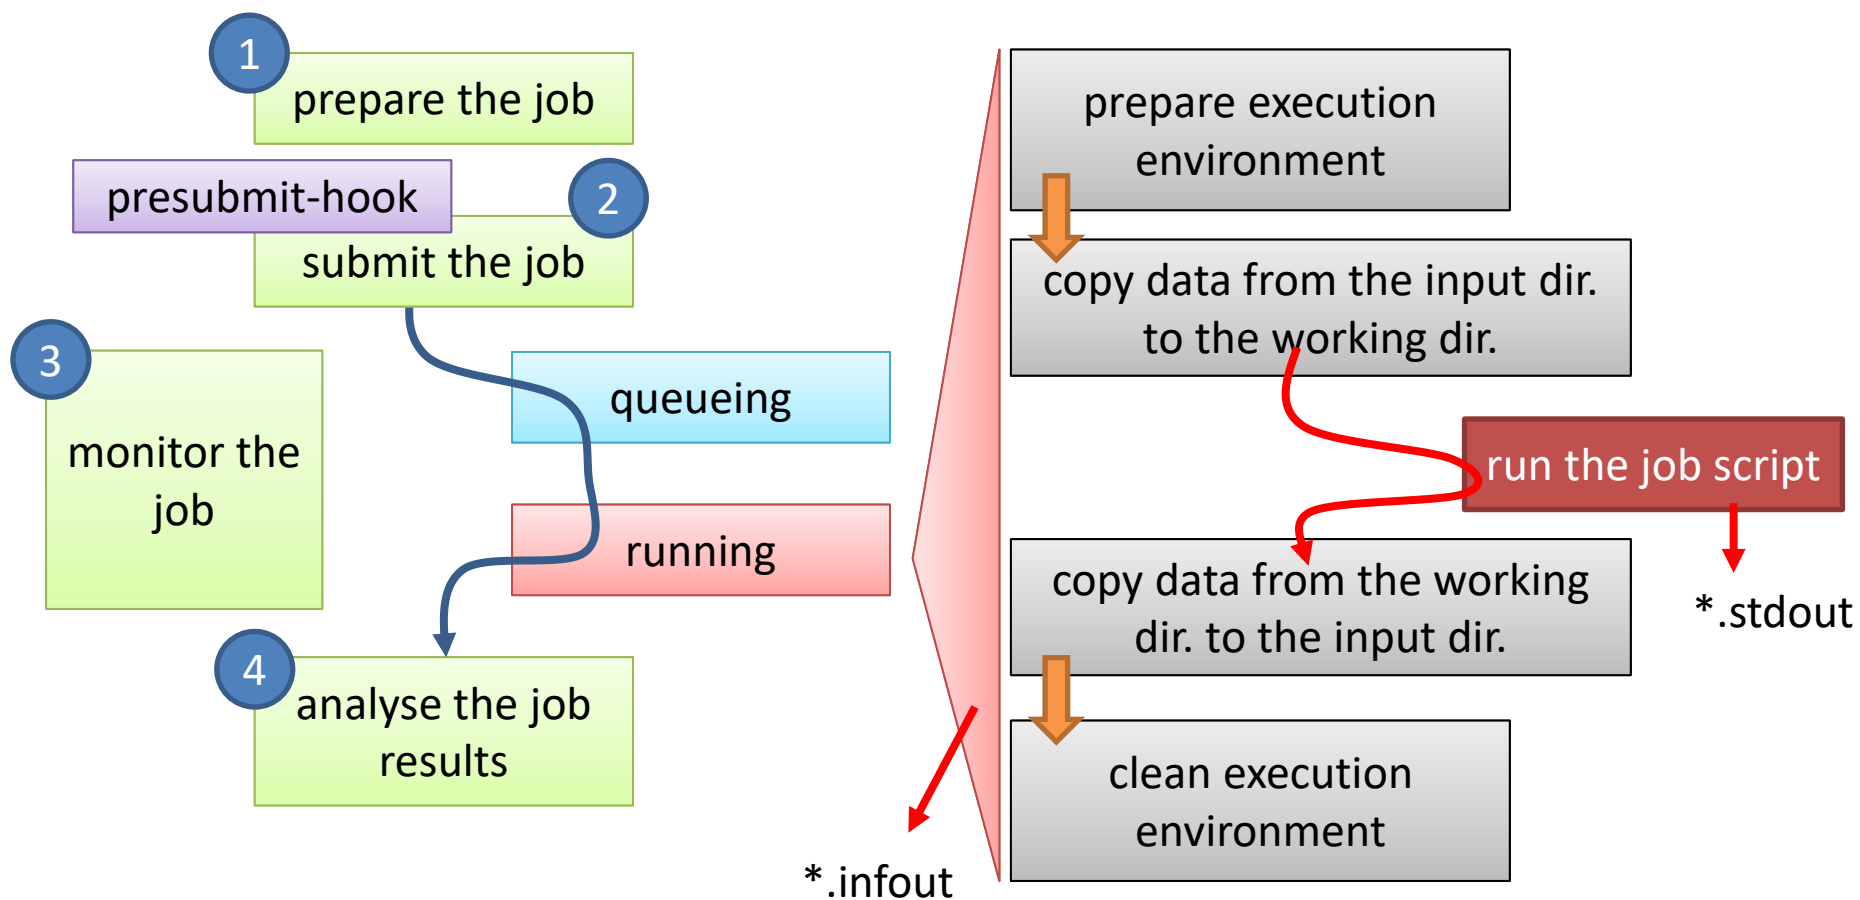 1
prepare the job
presubmit-hook
2
submit the job
3
monitor the
job
queueing
running
4
analyse the job
results
*.infout
prepare execution
environment
copy data from the input dir.
to the working dir.
run the job script
*.stdout
copy data from the working
dir. to the input dir.
clean execution
environment